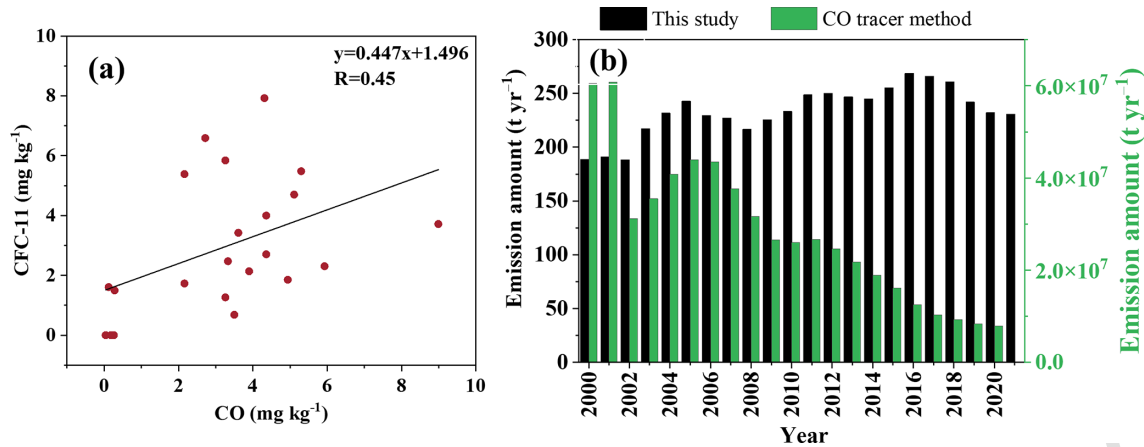 (a)
y=0.447x+1.496
R=0.45
10
8
6
4
2
0
CFC-11 (mg kg⁻¹)
0 2 4 6 8 10
CO (mg kg⁻¹)
This study
CO tracer method
(b)
300
250
200
150
100
50
0
Emission amount (t yr⁻¹)
6.0×10⁷
4.0×10⁷
2.0×10⁷
0.0
Emission amount (t yr⁻¹)
2000 2002 2004 2006 2008 2010 2012 2014 2016 2018 2020
Year